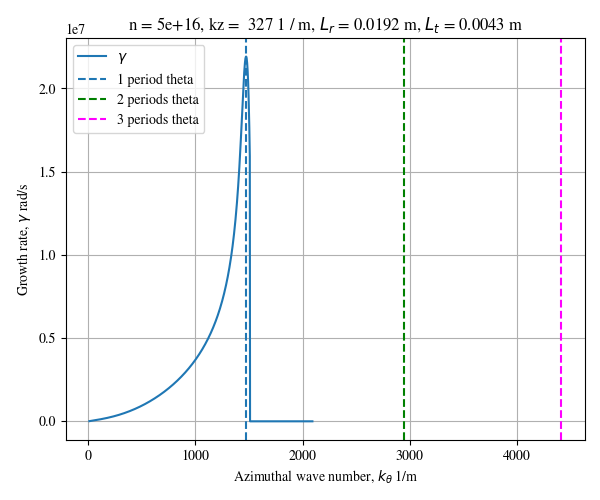 n = 5e+16, kz =  327 1 / m, $L_r$ = 0.0192 m, $L_t$ = 0.0043 m
1e7
γ
1 period theta
2 periods theta
3 periods theta
2.0
1.5
1.0
0.5
0.0
Growth rate, γ rad/s
0 1000 2000 3000 4000
Azimuthal wave number, $k_θ$ 1/m